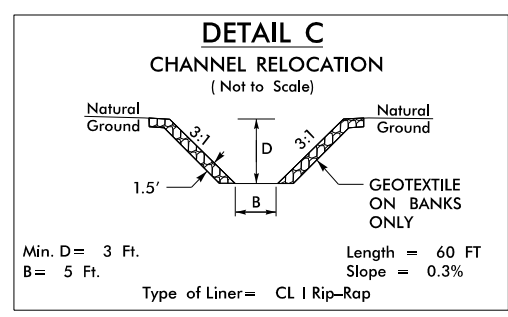 DETAIL C
CHANNEL RELOCATION
( Not to Scale)
Natural
Ground
3:1
D
3:1
Natural
Ground
1.5'
B
GEOTEXTILE
ON BANKS
ONLY
Min. D= 3 Ft.
B= 5 Ft.
Length = 60 FT
Slope = 0.3%
Type of Liner= CL I Rip-Rap